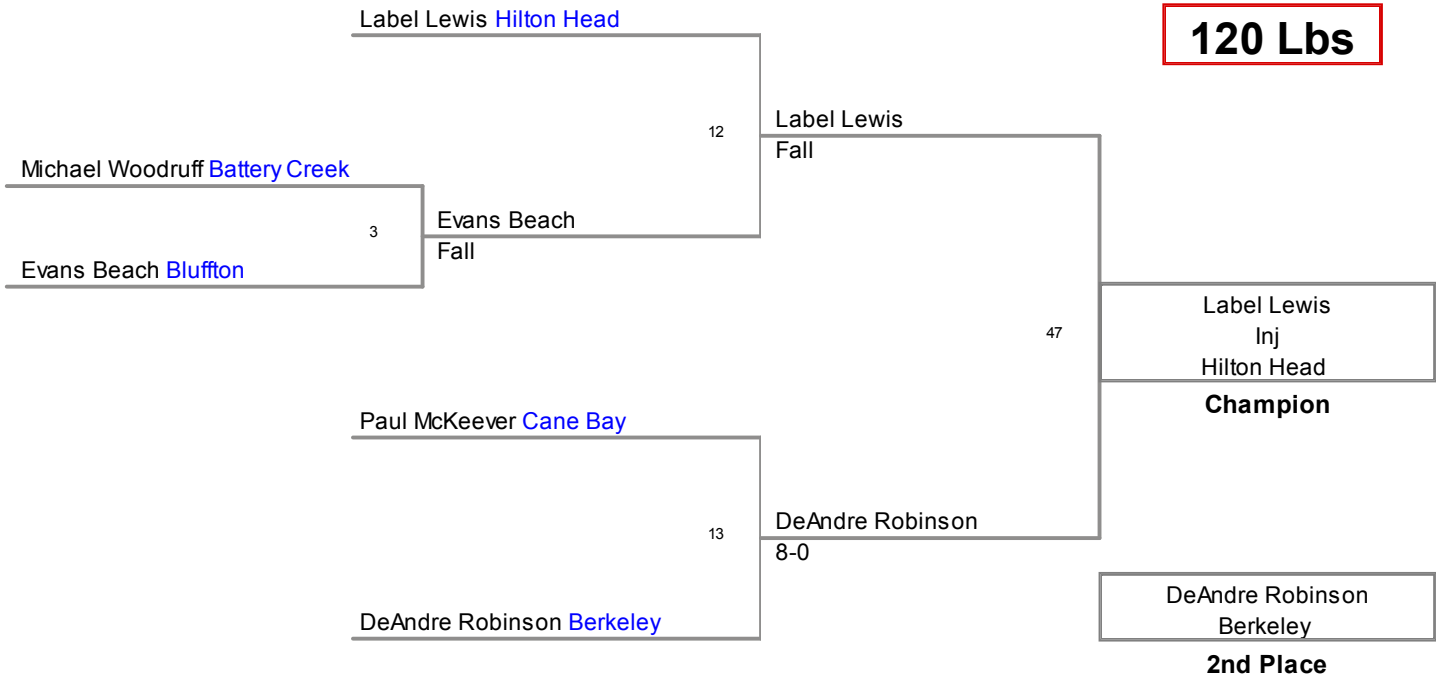 Label Lewis Hilton Head
120 Lbs
12
Label Lewis
Fall
Michael Woodruff Battery Creek
3
Evans Beach
Fall
Evans Beach Bluffton
47
Label Lewis
Inj
Hilton Head
Champion
Paul McKeever Cane Bay
13
DeAndre Robinson
8-0
DeAndre Robinson Berkeley
DeAndre Robinson
Berkeley
2nd Place